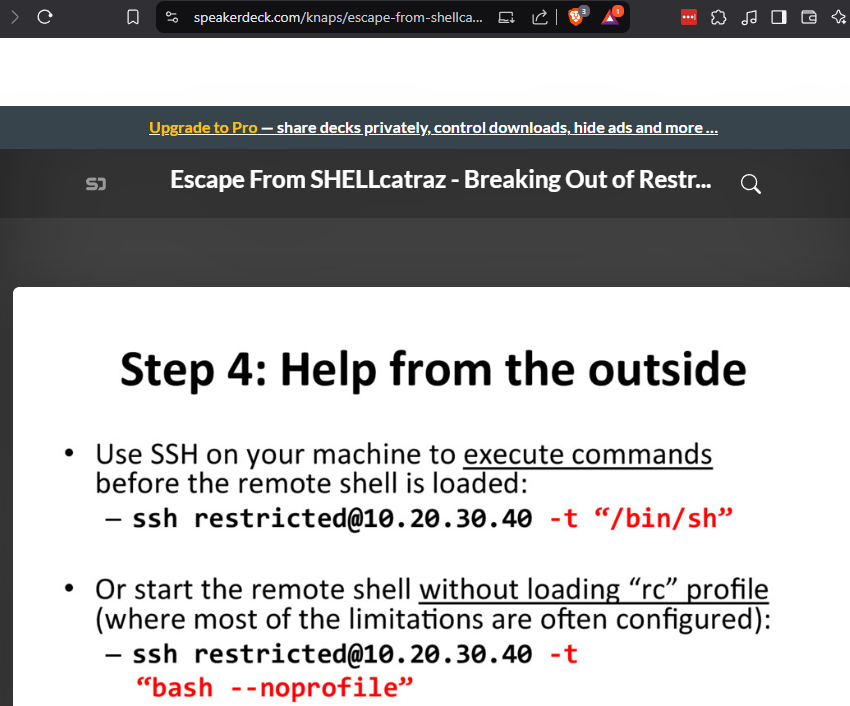 speakerdeck.com/knaps/escape-from-shellca...
3
1
Upgrade to Pro — share decks privately, control downloads, hide ads and more ...
SD
Escape From SHELLcatraz - Breaking Out of Restr...
Step 4: Help from the outside
• Use SSH on your machine to execute commands
before the remote shell is loaded:
– ssh restricted@10.20.30.40 -t “/bin/sh”
• Or start the remote shell without loading “rc” profile
(where most of the limitations are often configured):
– ssh restricted@10.20.30.40 -t
“bash --noprofile”